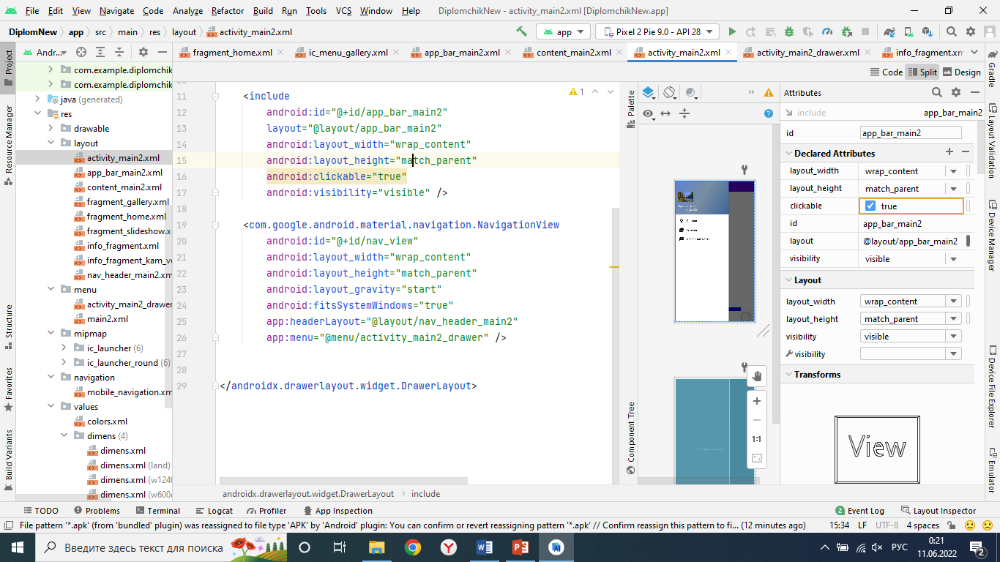 File Edit View Navigate Code Analyze Refactor Build Run Tools VCS Window Help DiplomchikNew - activity_main2.xml [DiplomchikNew.app]
DiplomNew app src main res layout activity_main2.xml app Pixel 2 Pie 9.0 - API 28
Project
Andr...
fragment_home.xml ic_menu_gallery.xml app_bar_main2.xml content_main2.xml activity_main2.xml activity_main2_drawer.xml info_fragment.xm
Code Split Design
Gradle
Layout Validation
Device Manager
Device File Explorer
Emulator
Resource Manager
Structure
Favorites
Build Variants
com.example.diplomchik
com.example.diplomchik
java (generated)
res
drawable
layout
activity_main2.xml
app_bar_main2.xml
content_main2.xml
fragment_gallery.xml
fragment_home.xml
fragment_slideshow.x
info_fragment.xml
info_fragment_kam_vo
nav_header_main2.xm
menu
activity_main2_drawer
main2.xml
mipmap
ic_launcher (6)
ic_launcher_round (6)
navigation
mobile_navigation.xm
values
colors.xml
dimens (4)
dimens.xml
dimens.xml (land)
dimens.xml (w1240
dimens.xml (w600d
11 <include
12 android:id="@+id/app_bar_main2"
13 layout="@layout/app_bar_main2"
14 android:layout_width="wrap_content"
15 android:layout_height="match_parent"
16 android:clickable="true"
17 android:visibility="visible" />
18
19 <com.google.android.material.navigation.NavigationView
20 android:id="@+id/nav_view"
21 android:layout_width="wrap_content"
22 android:layout_height="match_parent"
23 android:layout_gravity="start"
24 android:fitsSystemWindows="true"
25 app:headerLayout="@layout/nav_header_main2"
26 app:menu="@menu/activity_main2_drawer" />
27
28
29 </androidx.drawerlayout.widget.DrawerLayout>
1
androidx.drawerlayout.widget.DrawerLayout include
Palette
Component Tree
1:1
Attributes
include app_bar_main2
id app_bar_main2
Declared Attributes
layout_width wrap_content
layout_height match_parent
clickable true
id app_bar_main2
layout @layout/app_bar_main2
visibility visible
Layout
layout_width wrap_content
layout_height match_parent
visibility visible
visibility
Transforms
View
TODO Problems Terminal Logcat Profiler App Inspection 2 Event Log Layout Inspector
File pattern '*.apk' (from 'bundled' plugin) was reassigned to file type 'APK' by 'Android' plugin: You can confirm or revert reassigning pattern '*.apk' // Confirm reassign this pattern to fi... (12 minutes ago) 15:34 LF UTF-8 4 spaces
Введите здесь текст для поиска
РУС
0:21
11.06.2022
2